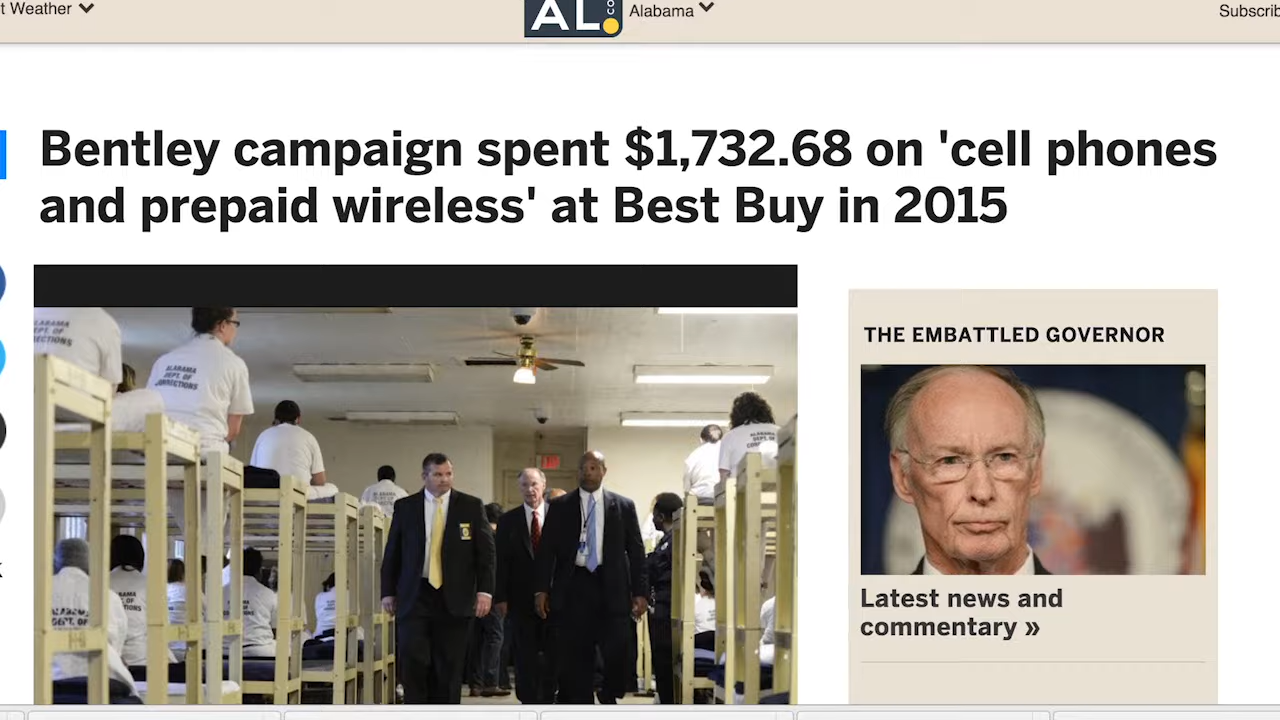 t Weather
AL.
CO
Alabama
Subscrib
Bentley campaign spent $1,732.68 on 'cell phones
and prepaid wireless' at Best Buy in 2015
THE EMBATTLED GOVERNOR
Latest news and
commentary »
ALABAMA
DEPT. OF
CORRECTIONS